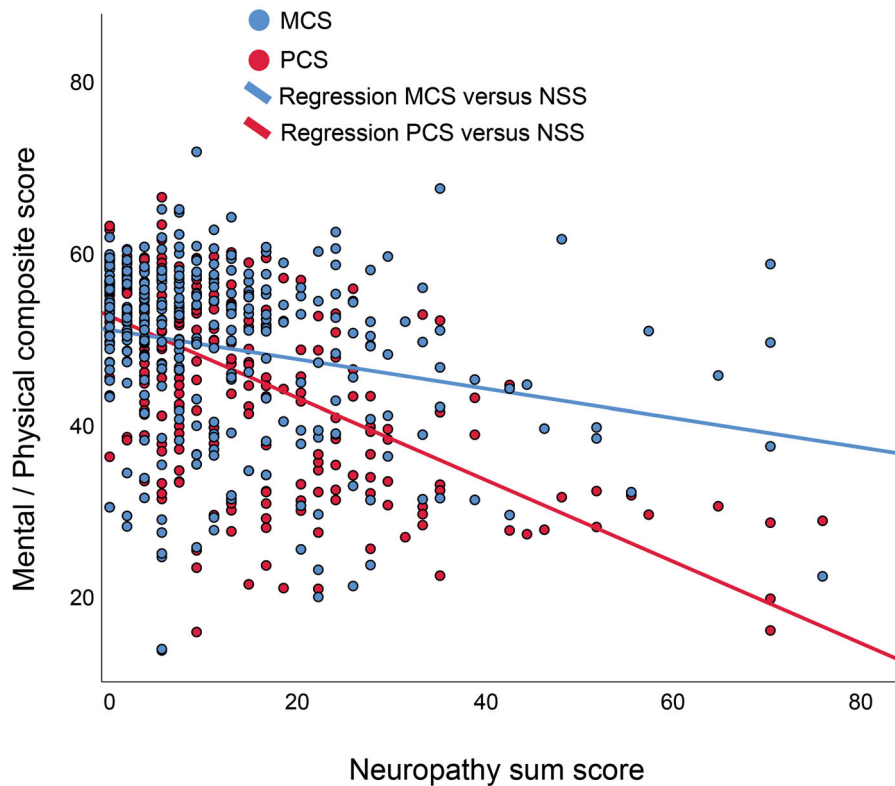 MCS
PCS
Regression MCS versus NSS
Regression PCS versus NSS
80
60
40
20
Mental / Physical composite score
0 20 40 60 80
Neuropathy sum score